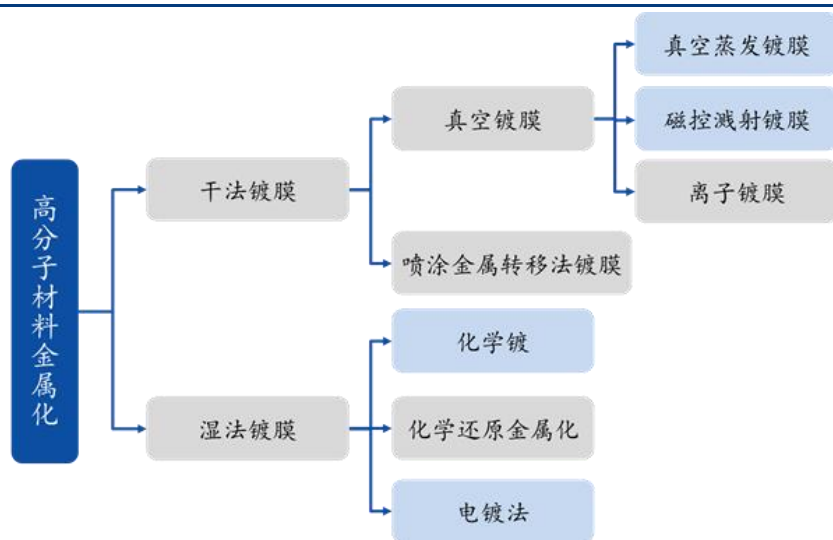 高分子材料金属化
干法镀膜
真空镀膜
真空蒸发镀膜
磁控溅射镀膜
离子镀膜
喷涂金属转移法镀膜
湿法镀膜
化学镀
化学还原金属化
电镀法